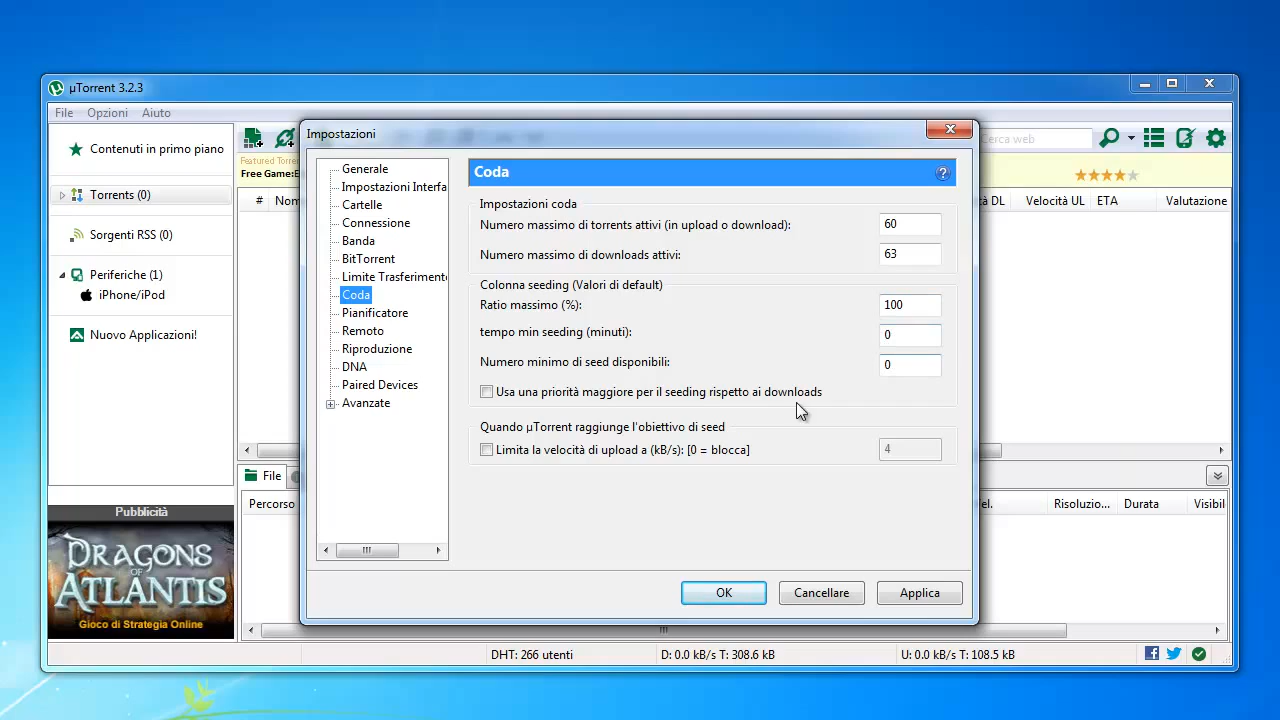 µTorrent 3.2.3
File Opzioni Aiuto
Contenuti in primo piano
Torrents (0)
Sorgenti RSS (0)
Periferiche (1)
iPhone/iPod
Nuovo Applicazioni!
Pubblicità
DRAGONS
OF
ATLANTIS
Gioco di Strategia Online
Cerca web
Featured Torren
Free Game:E
# Nom
DL Velocità UL ETA Valutazione
File
Percorso
el. Risoluzio... Durata Visibil
Impostazioni
Generale
Impostazioni Interfa
Cartelle
Connessione
Banda
BitTorrent
Limite Trasferimento
Coda
Pianificatore
Remoto
Riproduzione
DNA
Paired Devices
Avanzate
Coda
Impostazioni coda
Numero massimo di torrents attivi (in upload o download): 60
Numero massimo di downloads attivi: 63
Colonna seeding (Valori di default)
Ratio massimo (%): 100
tempo min seeding (minuti): 0
Numero minimo di seed disponibili: 0
Usa una priorità maggiore per il seeding rispetto ai downloads
Quando µTorrent raggiunge l'obiettivo di seed
Limita la velocità di upload a (kB/s): [0 = blocca] 4
OK Cancellare Applica
DHT: 266 utenti D: 0.0 kB/s T: 308.6 kB U: 0.0 kB/s T: 108.5 kB